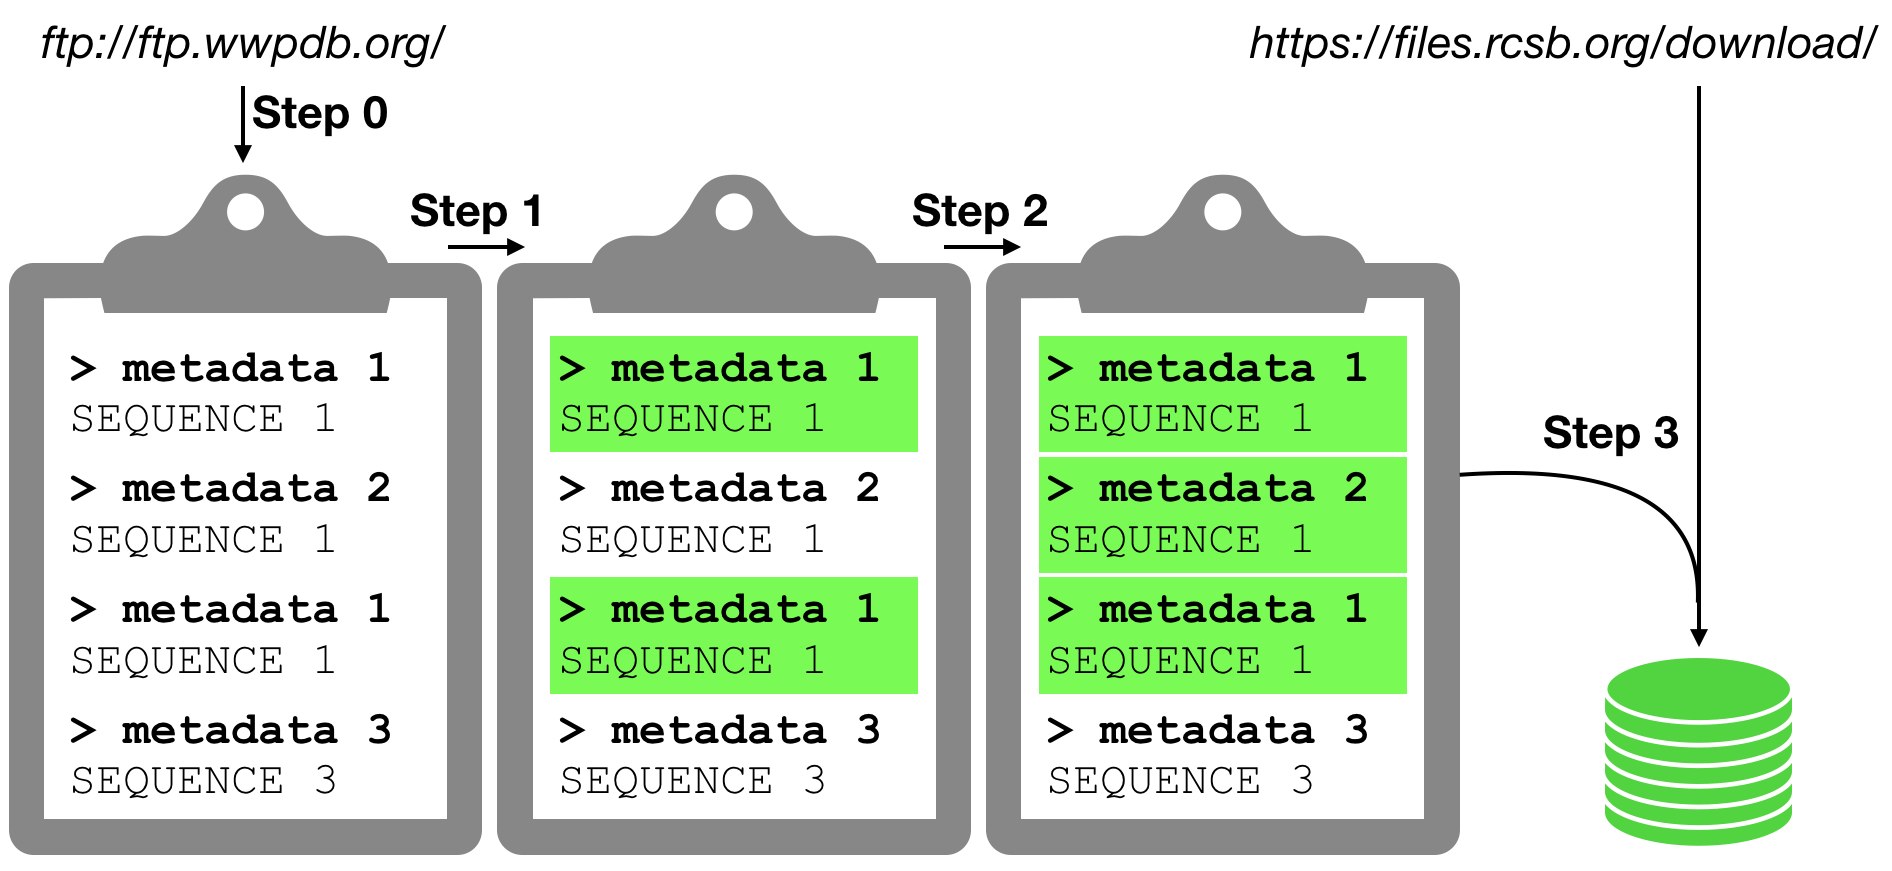 ftp://ftp.wwpdb.org/
https://files.rcsb.org/download/
Step 0
Step 1
Step 2
> metadata 1
SEQUENCE 1
> metadata 2
SEQUENCE 1
> metadata 1
SEQUENCE 1
> metadata 3
SEQUENCE 3
> metadata 1
SEQUENCE 1
> metadata 2
SEQUENCE 1
> metadata 1
SEQUENCE 1
> metadata 3
SEQUENCE 3
> metadata 1
SEQUENCE 1
> metadata 2
SEQUENCE 1
> metadata 1
SEQUENCE 1
> metadata 3
SEQUENCE 3
Step 3